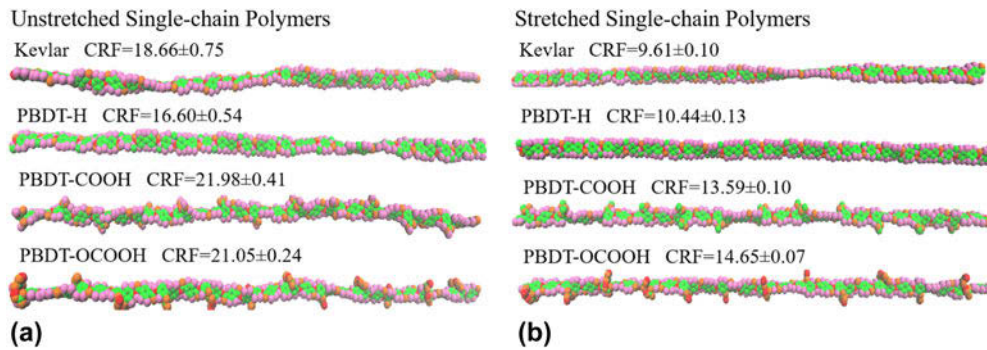 Unstretched Single-chain Polymers
Kevlar CRF=18.66±0.75
PBDT-H CRF=16.60±0.54
PBDT-COOH CRF=21.98±0.41
PBDT-OCOOH CRF=21.05±0.24
(a)
Stretched Single-chain Polymers
Kevlar CRF=9.61±0.10
PBDT-H CRF=10.44±0.13
PBDT-COOH CRF=13.59±0.10
PBDT-OCOOH CRF=14.65±0.07
(b)